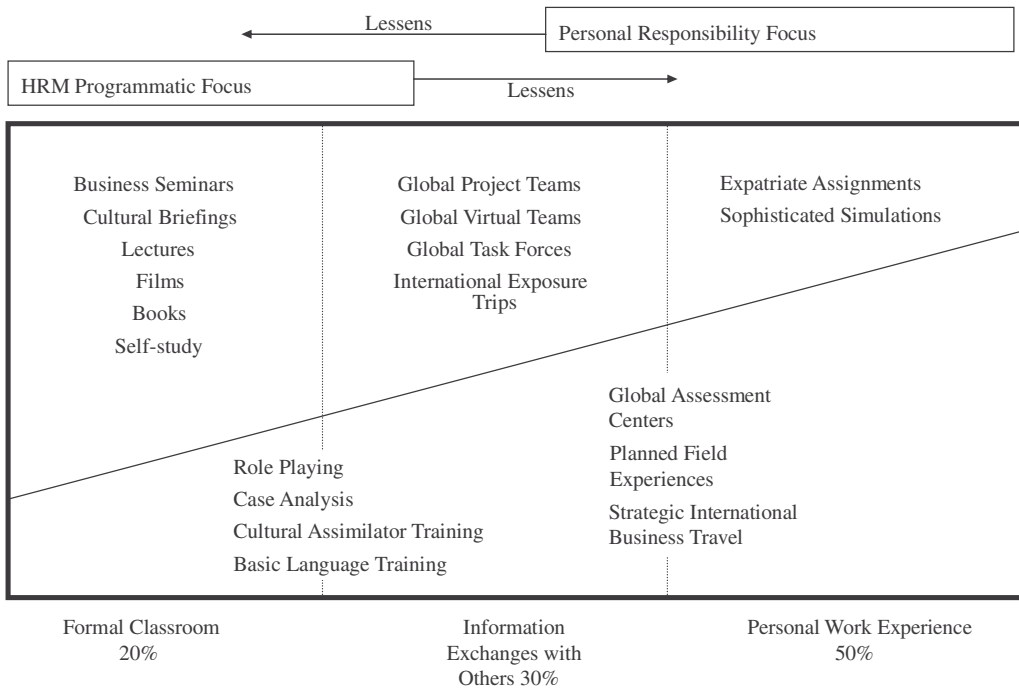 Lessens
Personal Responsibility Focus
HRM Programmatic Focus
Lessens
Business Seminars
Cultural Briefings
Lectures
Films
Books
Self-study
Global Project Teams
Global Virtual Teams
Global Task Forces
International Exposure
Trips
Expatriate Assignments
Sophisticated Simulations
Role Playing
Case Analysis
Cultural Assimilator Training
Basic Language Training
Global Assessment
Centers
Planned Field
Experiences
Strategic International
Business Travel
Formal Classroom
20%
Information
Exchanges with
Others 30%
Personal Work Experience
50%